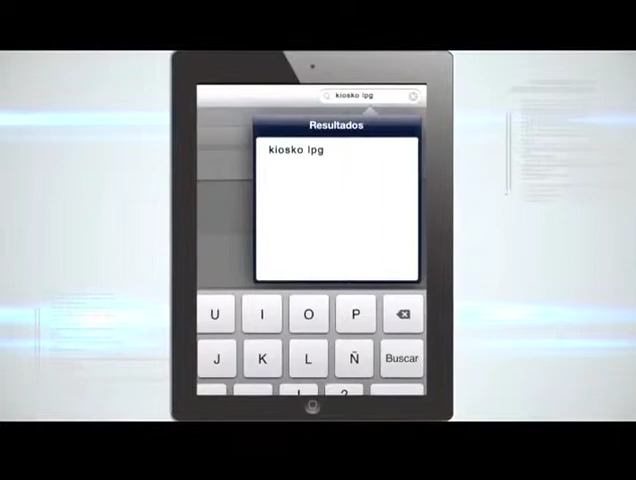 kiosko lpg
Resultados
kiosko lpg
U I O P
J K L Ñ Buscar
! ?